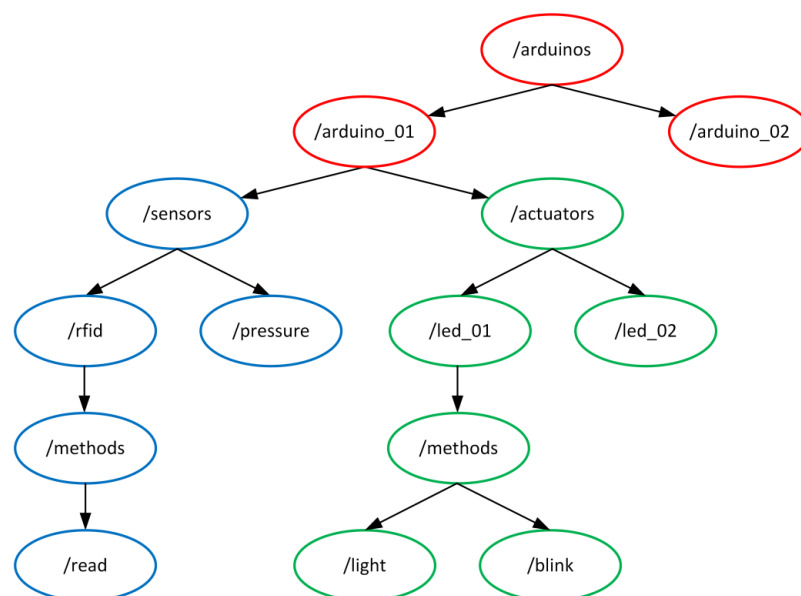 /arduinos
/arduino_01
/arduino_02
/sensors
/actuators
/rfid
/pressure
/led_01
/led_02
/methods
/methods
/read
/light
/blink